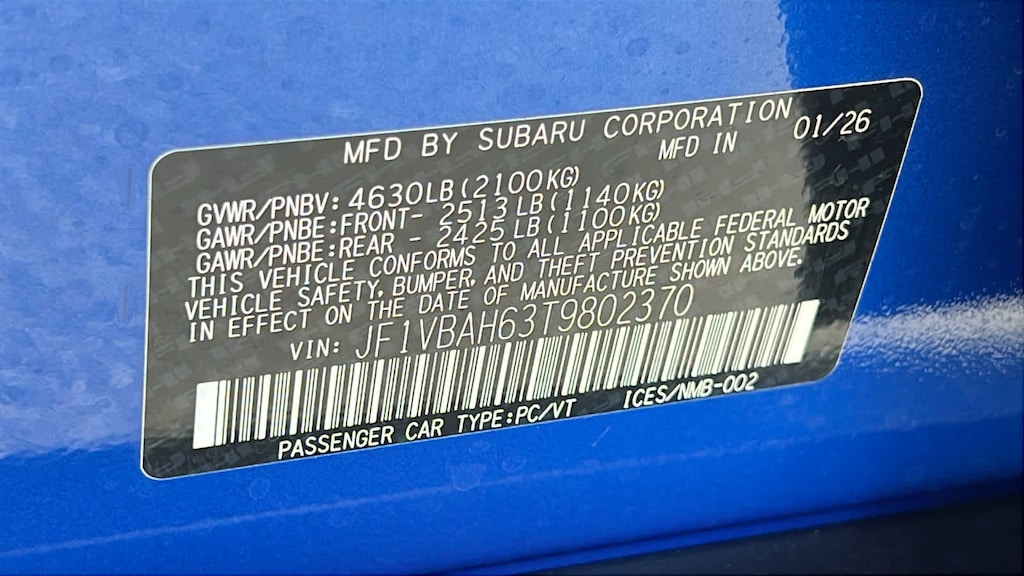 MFD BY SUBARU CORPORATION
MFD IN 01/26
GVWR/PNBV: 4630LB(2100KG)
GAWR/PNBE:FRONT- 2513 LB(1140KG)
GAWR/PNBE:REAR - 2425 LB(1100KG)
THIS VEHICLE CONFORMS TO ALL APPLICABLE FEDERAL MOTOR
VEHICLE SAFETY, BUMPER, AND THEFT PREVENTION STANDARDS
IN EFFECT ON THE DATE OF MANUFACTURE SHOWN ABOVE.
VIN: JF1VBAH63T9802370
PASSENGER CAR TYPE:PC/VT ICES/NMB-002